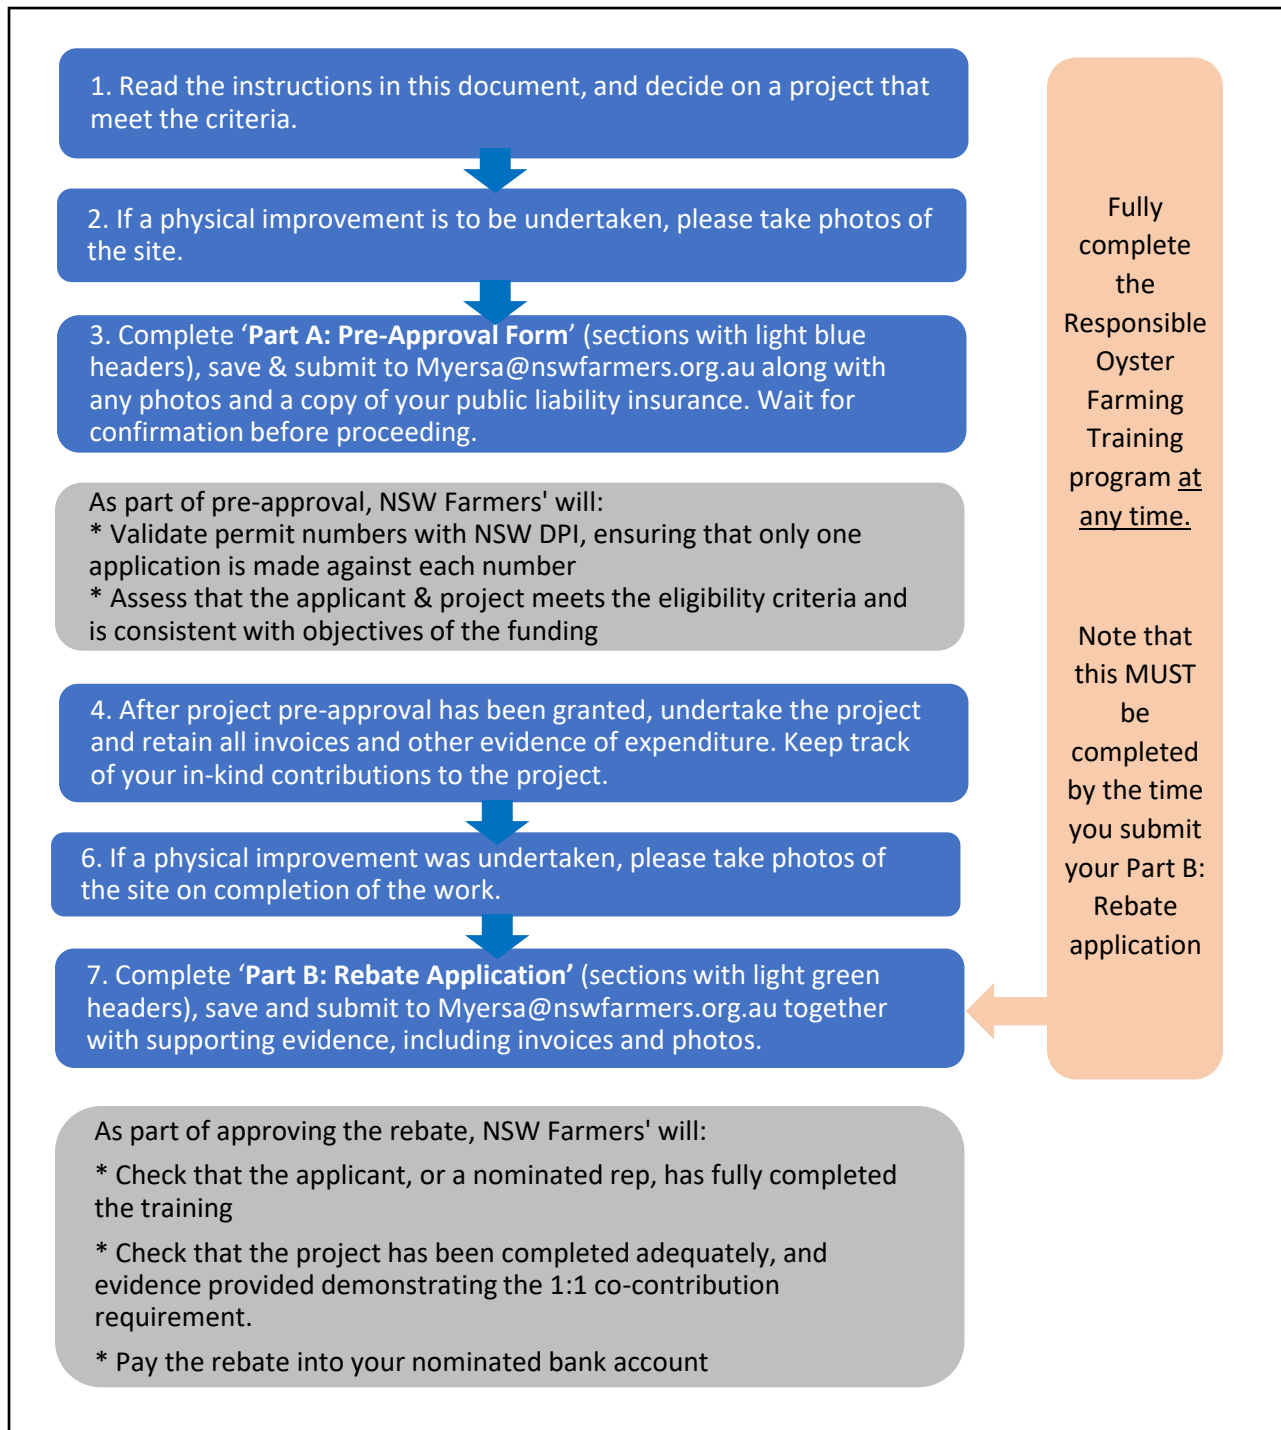 1. Read the instructions in this document, and decide on a project that
meet the criteria.
2. If a physical improvement is to be undertaken, please take photos of
the site.
3. Complete ‘Part A: Pre-Approval Form’ (sections with light blue
headers), save & submit to Myersa@nswfarmers.org.au along with
any photos and a copy of your public liability insurance. Wait for
confirmation before proceeding.
As part of pre-approval, NSW Farmers' will:
* Validate permit numbers with NSW DPI, ensuring that only one
application is made against each number
* Assess that the applicant & project meets the eligibility criteria and
is consistent with objectives of the funding
4. After project pre-approval has been granted, undertake the project
and retain all invoices and other evidence of expenditure. Keep track
of your in-kind contributions to the project.
6. If a physical improvement was undertaken, please take photos of
the site on completion of the work.
7. Complete ‘Part B: Rebate Application’ (sections with light green
headers), save and submit to Myersa@nswfarmers.org.au together
with supporting evidence, including invoices and photos.
As part of approving the rebate, NSW Farmers' will:
* Check that the applicant, or a nominated rep, has fully completed
the training
* Check that the project has been completed adequately, and
evidence provided demonstrating the 1:1 co-contribution
requirement.
* Pay the rebate into your nominated bank account
Fully
complete
the
Responsible
Oyster
Farming
Training
program at
any time.
Note that
this MUST
be
completed
by the time
you submit
your Part B:
Rebate
application